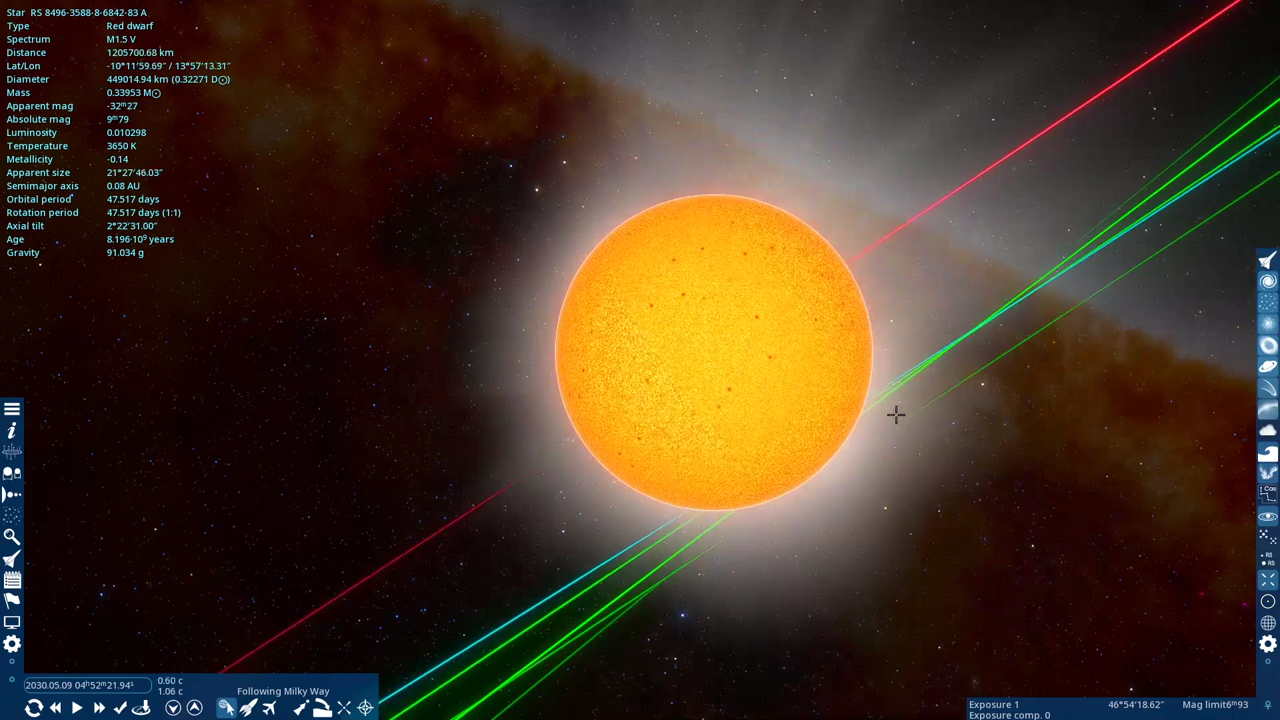 Star RS 8496-3588-8-6842-83 A
Type Red dwarf
Spectrum M1.5 V
Distance 1205700.68 km
Lat/Lon -10°11′59.69″ / 13°57′13.31″
Diameter 449014.94 km (0.32271 D☉)
Mass 0.33953 M☉
Apparent mag -32ᵐ27
Absolute mag 9ᵐ79
Luminosity 0.010298
Temperature 3650 K
Metallicity -0.14
Apparent size 21°27′46.03″
Semimajor axis 0.08 AU
Orbital period 47.517 days
Rotation period 47.517 days (1:1)
Axial tilt 2°22′31.00″
Age 8.196·10⁹ years
Gravity 91.034 g
RS
RS
2030.05.09 04ʰ52ᵐ21.94ˢ
0.60 c
1.06 c
Following Milky Way
Exposure 1
Exposure comp. 0
46°54′18.62″
Mag limit6ᵐ93